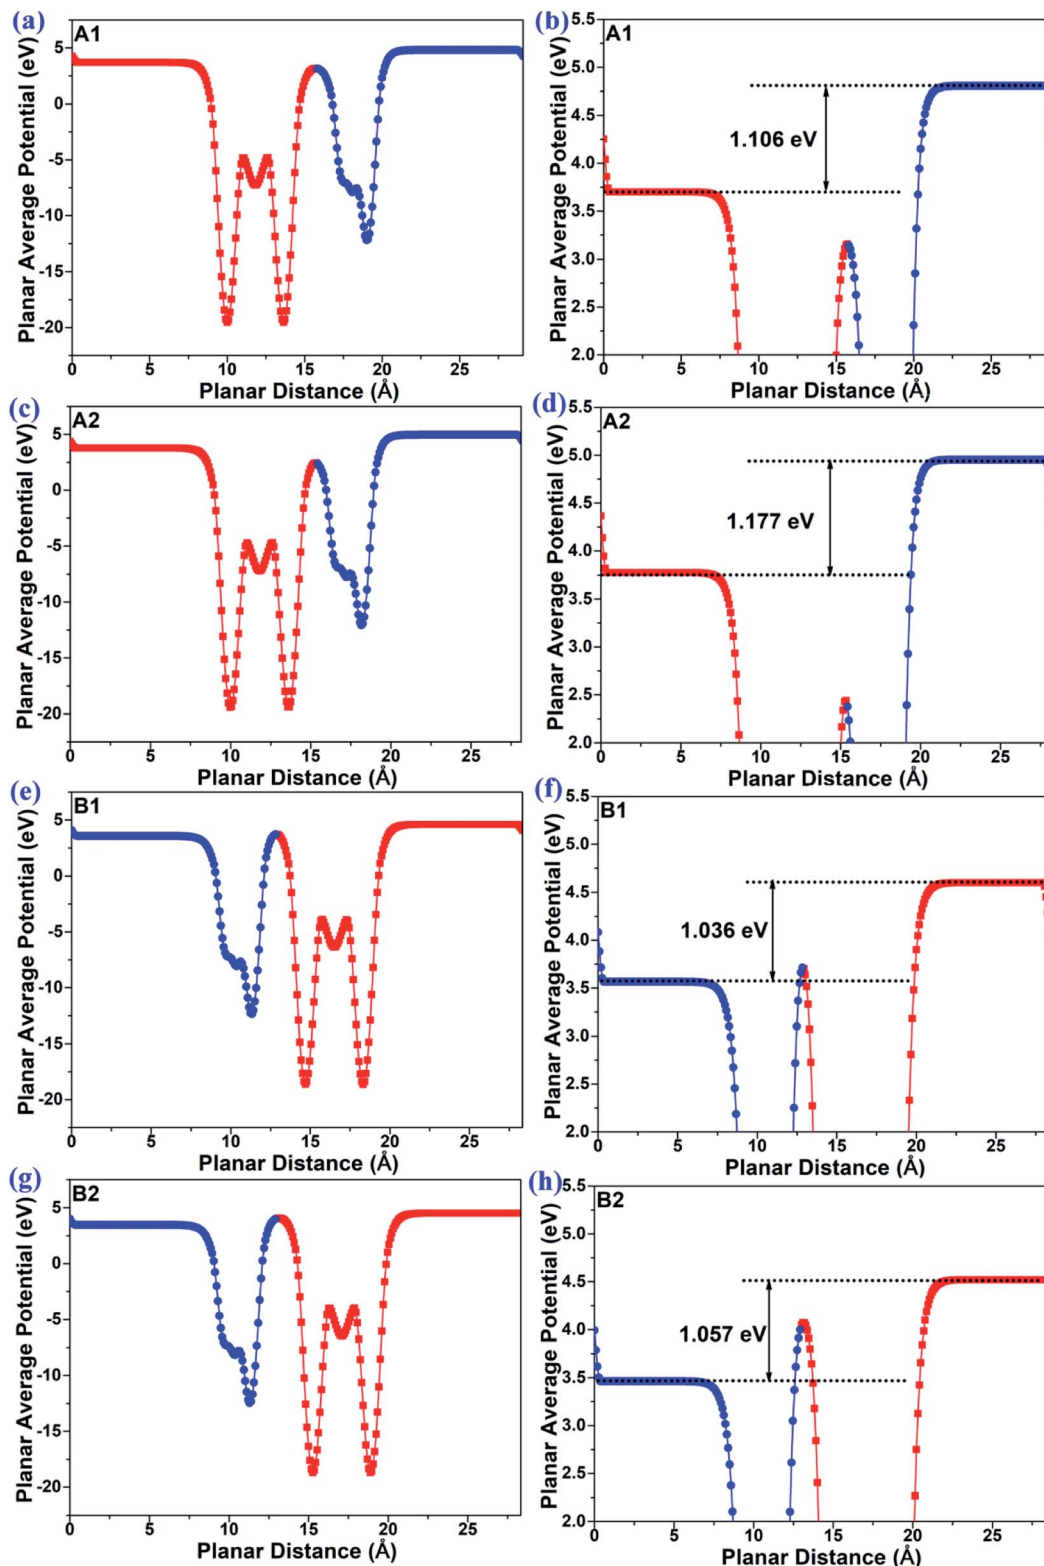 (a)
A1
Planar Average Potential (eV)
5
0
-5
-10
-15
-20
0 5 10 15 20 25
Planar Distance (Å)
(b)
A1
Planar Average Potential (eV)
5.5
5.0
4.5
4.0
3.5
3.0
2.5
2.0
1.106 eV
0 5 10 15 20 25
Planar Distance (Å)
(c)
A2
Planar Average Potential (eV)
5
0
-5
-10
-15
-20
0 5 10 15 20 25
Planar Distance (Å)
(d)
A2
Planar Average Potential (eV)
5.5
5.0
4.5
4.0
3.5
3.0
2.5
2.0
1.177 eV
0 5 10 15 20 25
Planar Distance (Å)
(e)
B1
Planar Average Potential (eV)
5
0
-5
-10
-15
-20
0 5 10 15 20 25
Planar Distance (Å)
(f)
B1
Planar Average Potential (eV)
5.5
5.0
4.5
4.0
3.5
3.0
2.5
2.0
1.036 eV
0 5 10 15 20 25
Planar Distance (Å)
(g)
B2
Planar Average Potential (eV)
5
0
-5
-10
-15
-20
0 5 10 15 20 25
Planar Distance (Å)
(h)
B2
Planar Average Potential (eV)
5.5
5.0
4.5
4.0
3.5
3.0
2.5
2.0
1.057 eV
0 5 10 15 20 25
Planar Distance (Å)